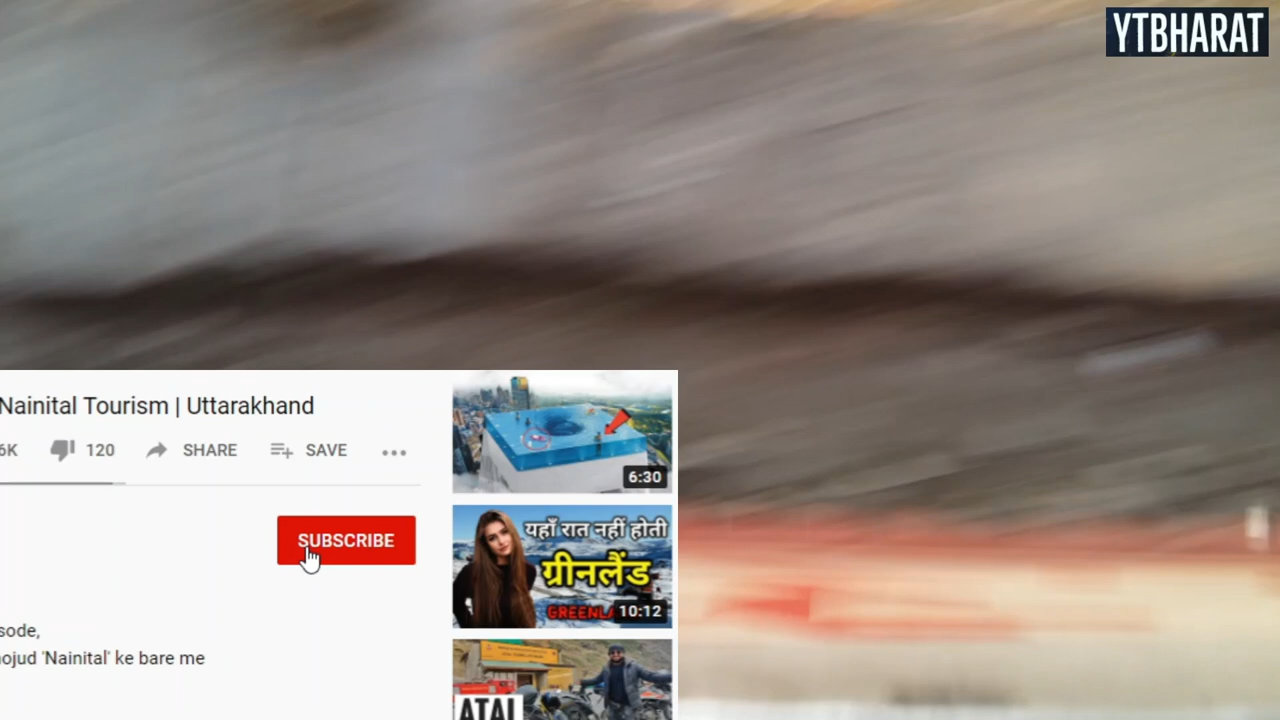 YTBHARAT
Nainital Tourism | Uttarakhand
6K 120 SHARE SAVE
6:30
SUBSCRIBE
यहाँ रात नहीं होती
ग्रीनलैंड
10:12
sode,
ojud 'Nainital' ke bare me